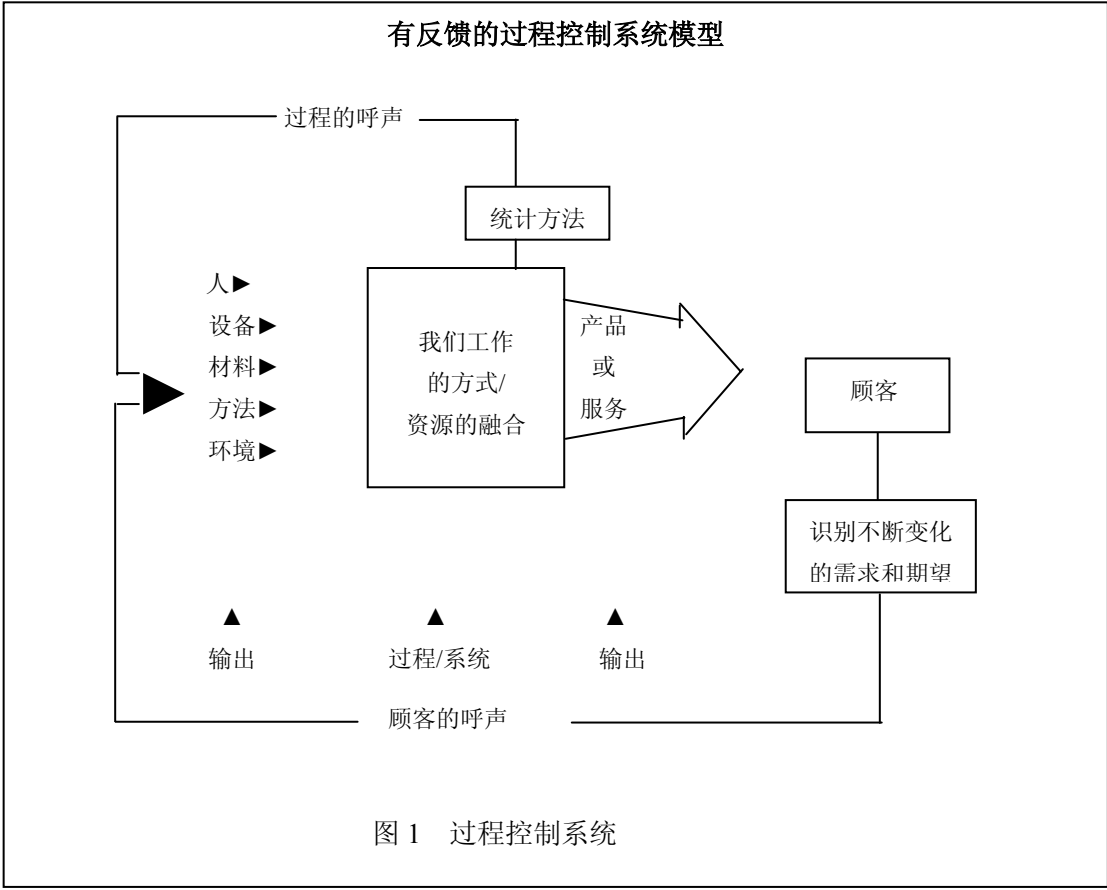 有反馈的过程控制系统模型
过程的呼声
统计方法
人►
设备►
材料►
方法►
环境►
我们工作
的方式/
资源的融合
产品
或
服务
顾客
识别不断变化
的需求和期望
▲ ▲ ▲
输出 过程/系统 输出
顾客的呼声
图 1 过程控制系统